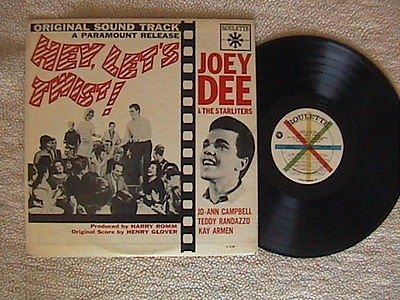 ORIGINAL SOUND TRACK
A PARAMOUNT RELEASE
HEY, LET'S
TWIST!
ROULETTE
JOEY
DEE
& THE STARLITERS
JO-ANN CAMPBELL
TEDDY RANDAZZO
KAY ARMEN
Produced by HARRY ROMM
Original Score by HENRY GLOVER
ROULETTE